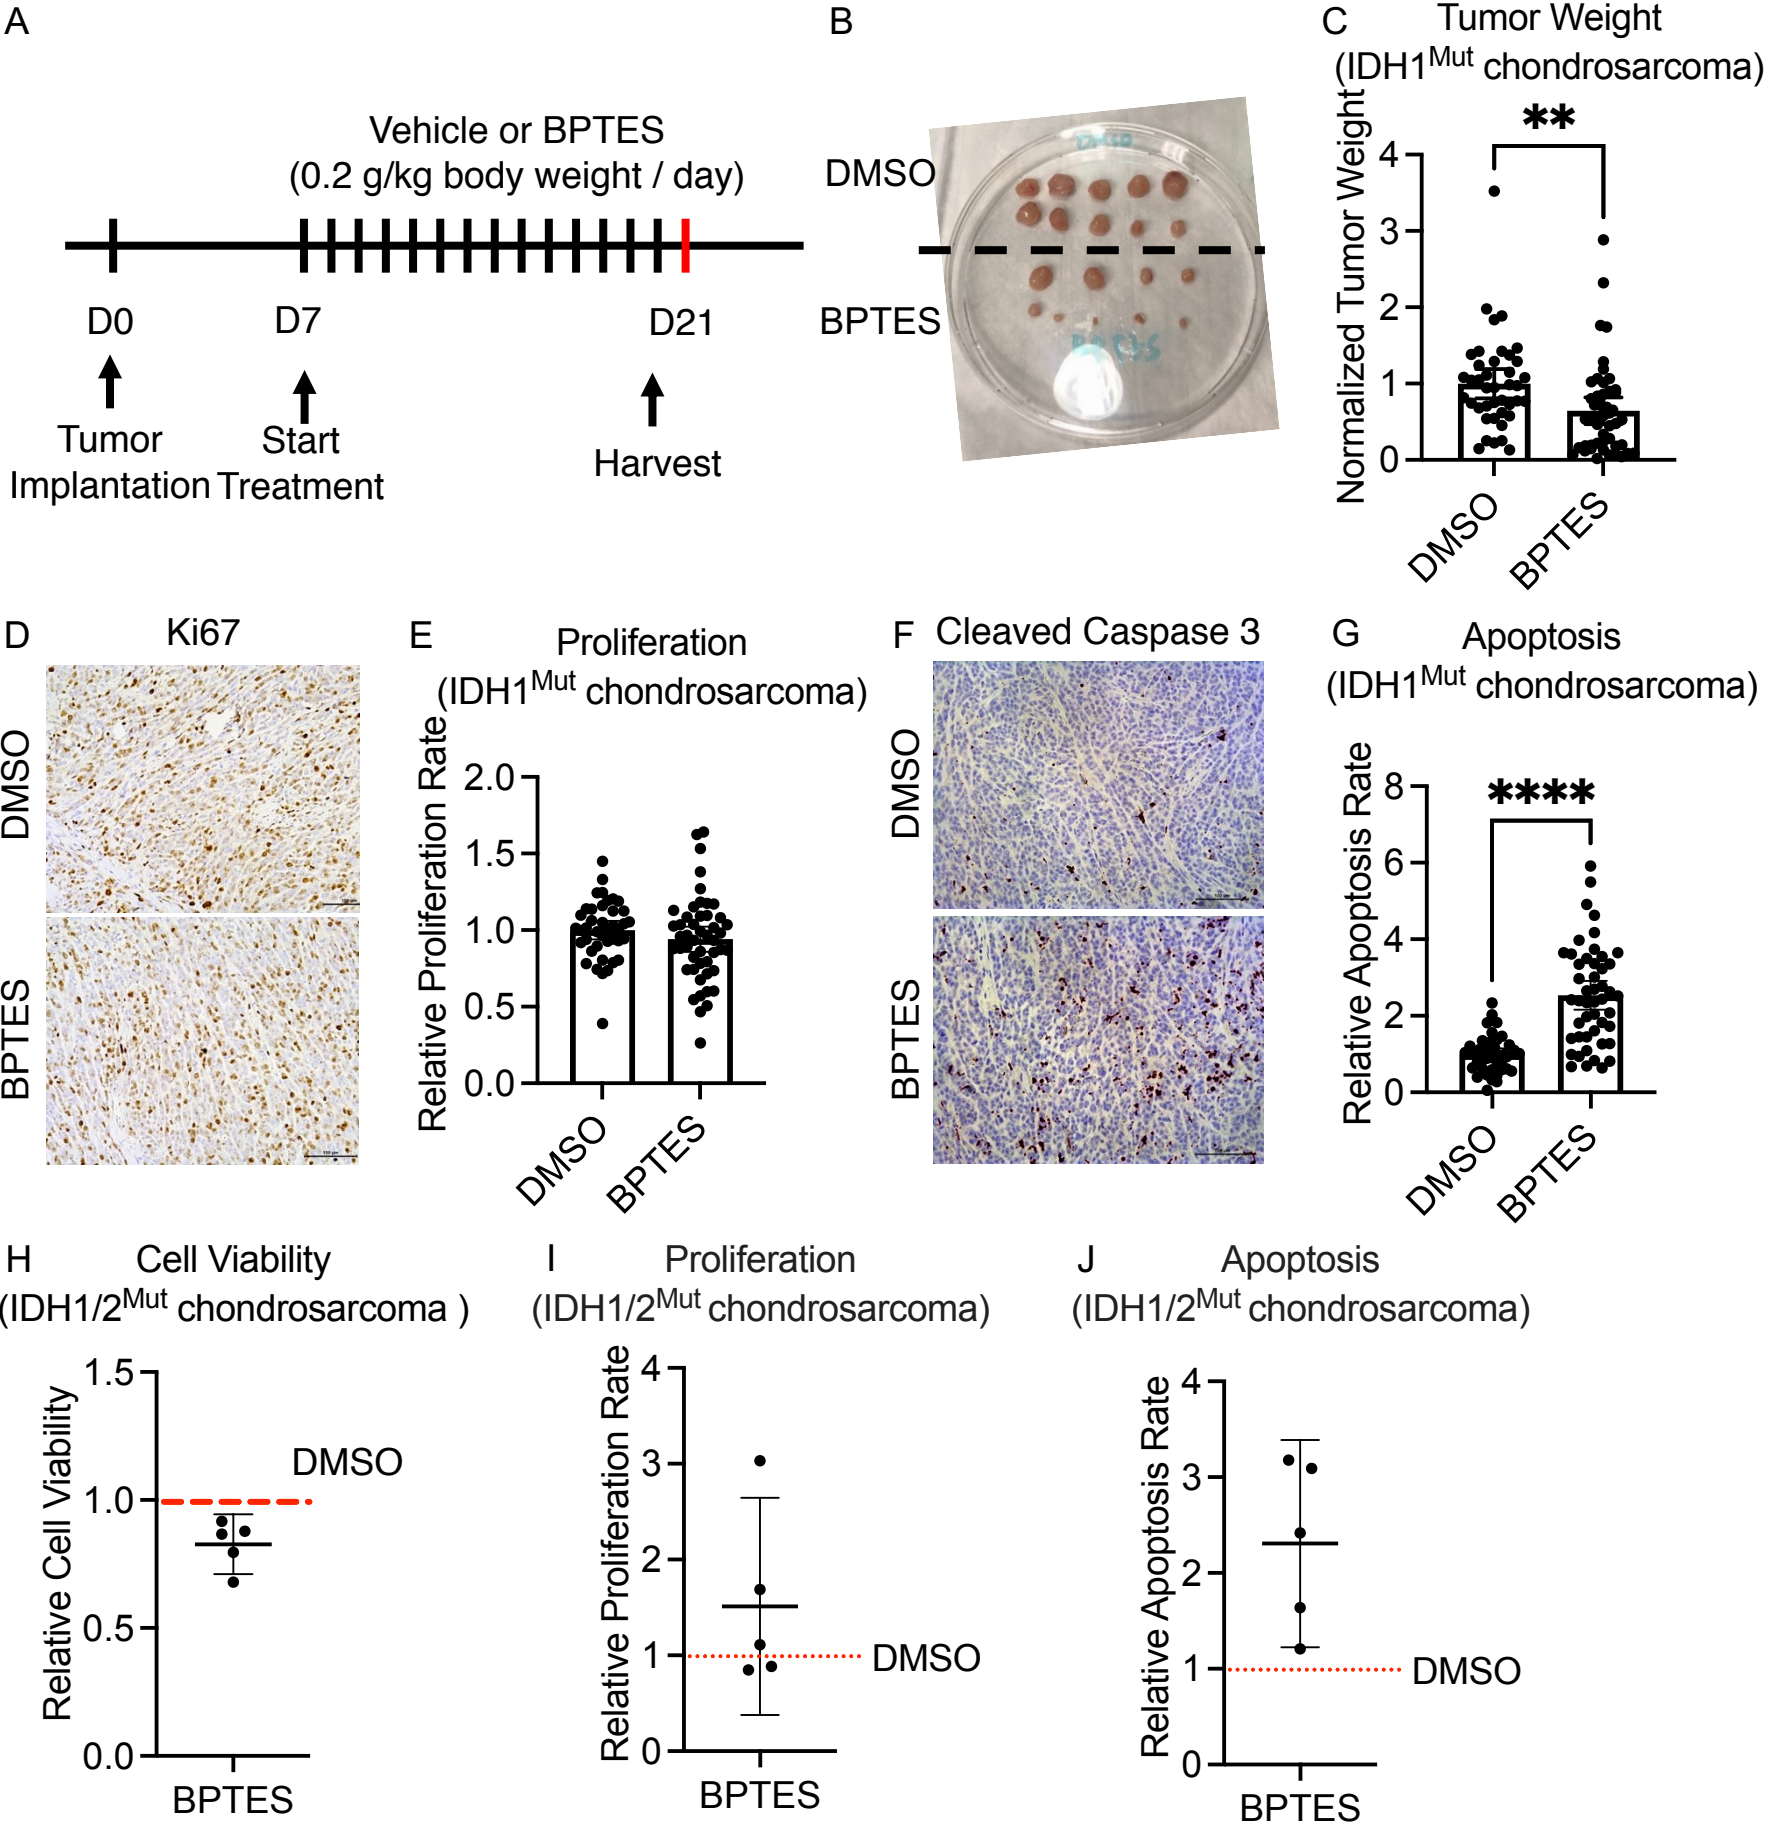 A
Vehicle or BPTES
(0.2 g/kg body weight / day)
D0
D7
D21
Tumor
Implantation
Start
Treatment
Harvest
B
DMSO
BPTES
DMSO
BPTES
C
Tumor Weight
(IDH1Mut chondrosarcoma)
Normalized Tumor Weight
**
4
3
2
1
0
DMSO
BPTES
D
Ki67
DMSO
BPTES
E
Proliferation
(IDH1Mut chondrosarcoma)
Relative Proliferation Rate
2.0
1.5
1.0
0.5
0.0
DMSO
BPTES
F
Cleaved Caspase 3
DMSO
BPTES
G
Apoptosis
(IDH1Mut chondrosarcoma)
Relative Apoptosis Rate
****
8
6
4
2
0
DMSO
BPTES
H
Cell Viability
(IDH1/2Mut chondrosarcoma )
Relative Cell Viability
1.5
1.0
0.5
0.0
DMSO
BPTES
I
Proliferation
(IDH1/2Mut chondrosarcoma)
Relative Proliferation Rate
4
3
2
1
0
DMSO
BPTES
J
Apoptosis
(IDH1/2Mut chondrosarcoma)
Relative Apoptosis Rate
4
3
2
1
0
DMSO
BPTES